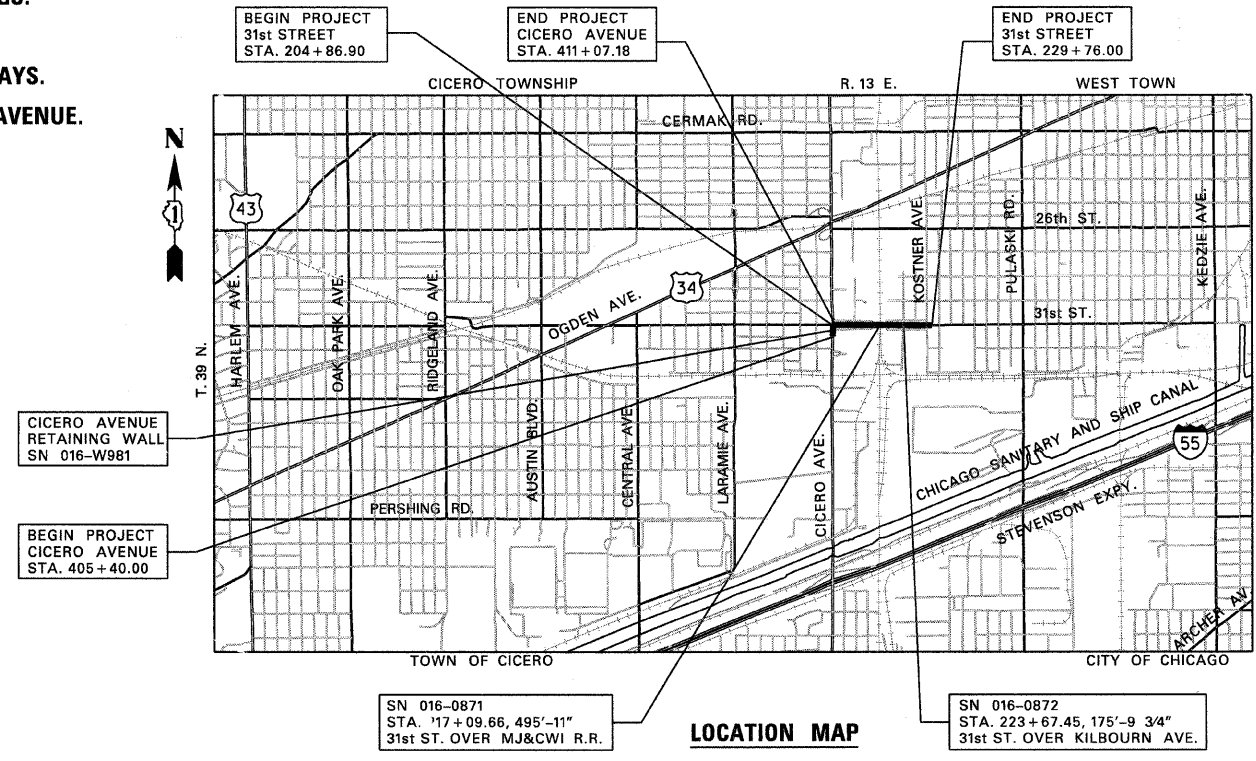 AYS.
AVENUE.
BEGIN PROJECT
31st STREET
STA. 204+86.90
END PROJECT
CICERO AVENUE
STA. 411+07.18
END PROJECT
31st STREET
STA. 229+76.00
CICERO TOWNSHIP
R. 13 E.
WEST TOWN
N
1
CERMAK RD.
43
26th ST.
34
OGDEN AVE.
KOSTNER AVE.
PULASKI RD.
KEDZIE AVE.
31st ST.
T. 39 N.
HARLEM AVE.
OAK PARK AVE.
RIDGELAND AVE.
AUSTIN BLVD.
CENTRAL AVE.
LARAMIE AVE.
CICERO AVE.
CICERO AVENUE
RETAINING WALL
SN 016-W981
CHICAGO SANITARY AND SHIP CANAL
55
STEVENSON EXPY.
PERSHING RD.
BEGIN PROJECT
CICERO AVENUE
STA. 405+40.00
ARCHER AV.
TOWN OF CICERO
CITY OF CHICAGO
SN 016-0871
STA. '17+09.66, 495'-11"
31st ST. OVER MJ&CWI R.R.
LOCATION MAP
SN 016-0872
STA. 223+67.45, 175'-9 3/4"
31st ST. OVER KILBOURN AVE.